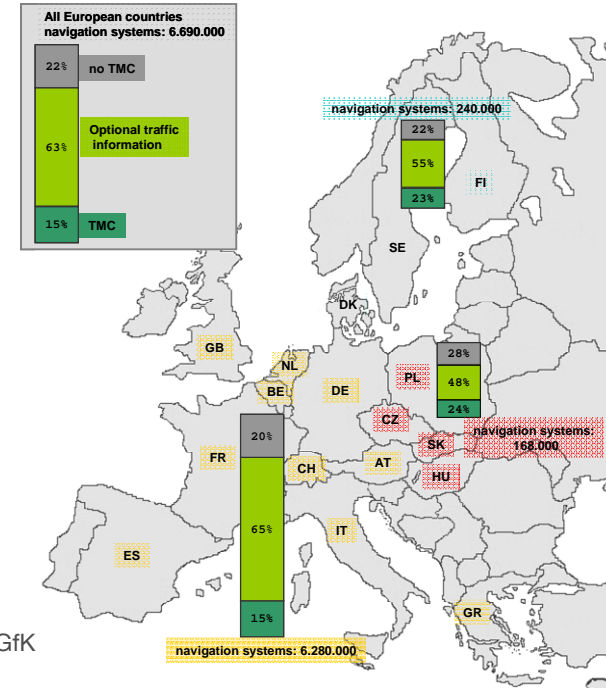 All European countries
navigation systems: 6.690.000
22%
no TMC
63%
Optional traffic
information
15%
TMC
navigation systems: 240.000
22%
55%
23%
FI
SE
DK
GB
NL
BE
DE
PL
28%
48%
24%
CZ
navigation systems:
168.000
SK
HU
FR
CH
AT
20%
65%
15%
IT
ES
GR
GfK
navigation systems: 6.280.000